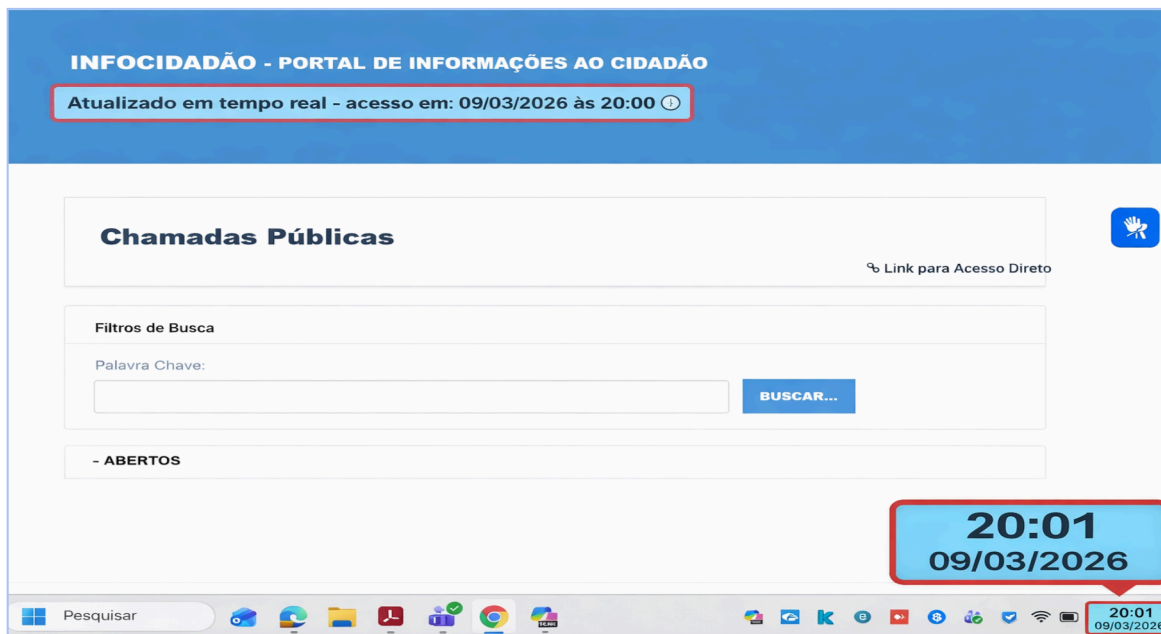 INFOCIDADÃO - PORTAL DE INFORMAÇÕES AO CIDADÃO
Atualizado em tempo real - acesso em: 09/03/2026 às 20:00
Chamadas Públicas
Link para Acesso Direto
Filtros de Busca
Palavra Chave:
BUSCAR...
- ABERTOS
20:01
09/03/2026
Pesquisar
20:01
09/03/2026